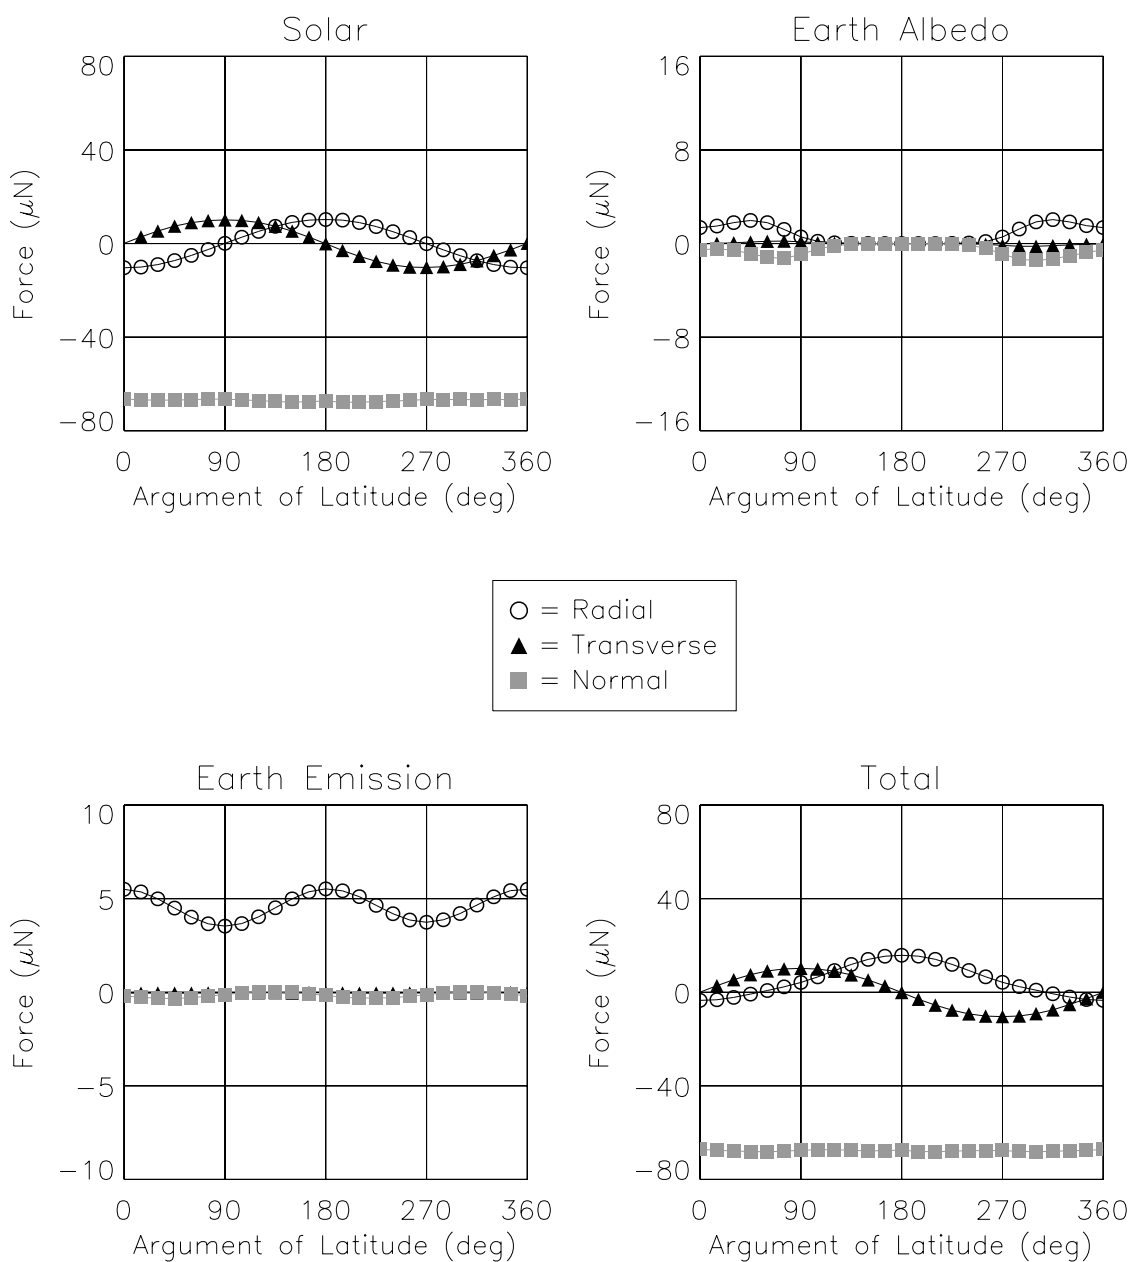 Solar
80
40
0
−40
−80
Force (μN)
0 90 180 270 360
Argument of Latitude (deg)
Earth Albedo
16
8
0
−8
−16
Force (μN)
0 90 180 270 360
Argument of Latitude (deg)
= Radial
= Transverse
= Normal
Earth Emission
10
5
0
−5
−10
Force (μN)
0 90 180 270 360
Argument of Latitude (deg)
Total
80
40
0
−40
−80
Force (μN)
0 90 180 270 360
Argument of Latitude (deg)